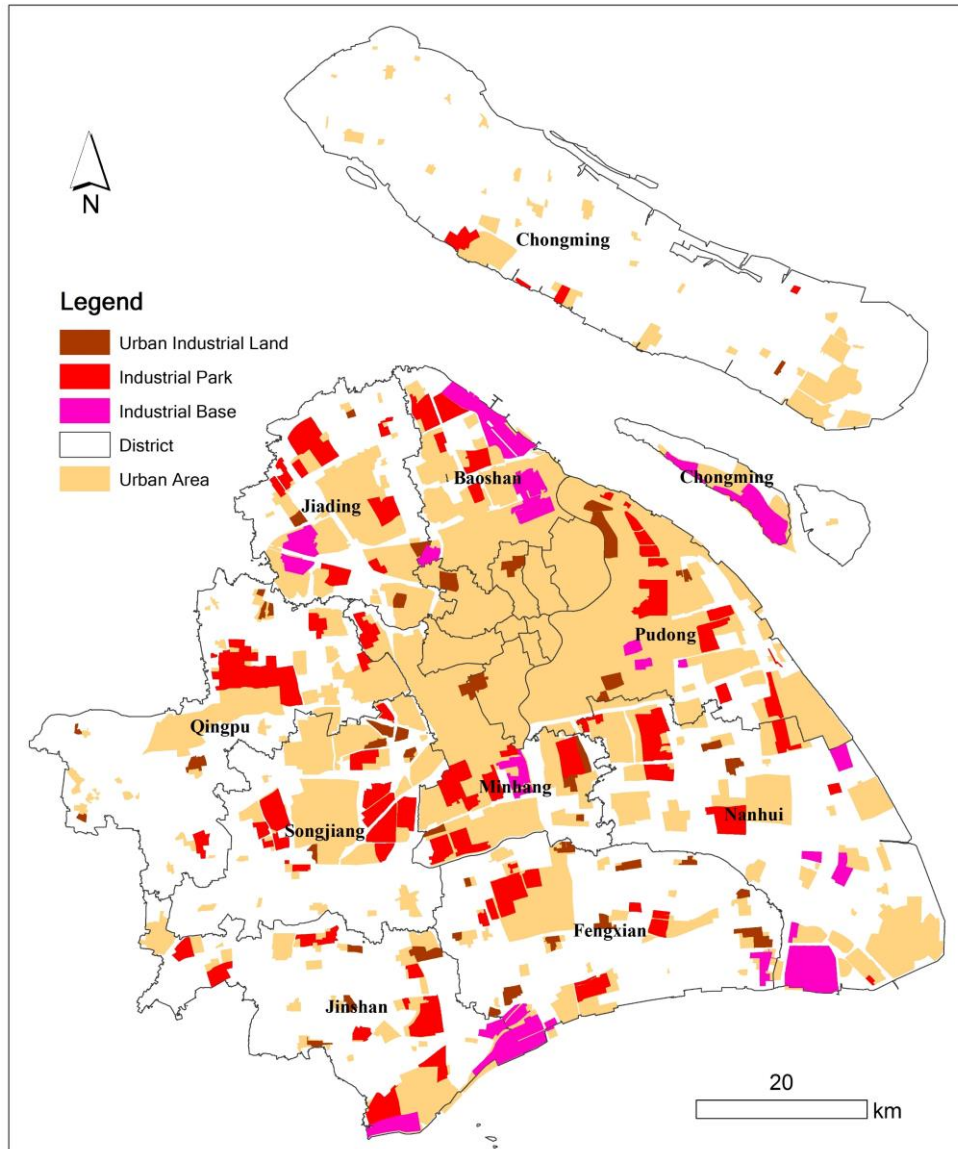 N
Chongming
Legend
Urban Industrial Land
Industrial Park
Industrial Base
District
Urban Area
Baoshan
Chongming
Jiading
Pudong
Qingpu
Minhang
Nanhui
Songjiang
Fengxian
Jinshan
20
km